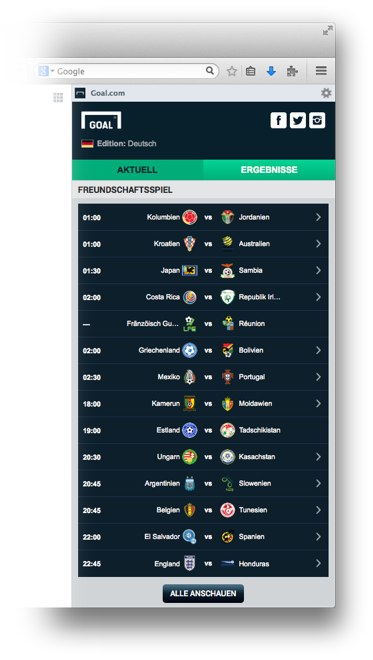 Google
Goal.com
GOAL
Edition: Deutsch
AKTUELL ERGEBNISSE
FREUNDSCHAFTSSPIEL
01:00 Kolumbien vs Jordanien
01:00 Kroatien vs Australien
01:30 Japan vs Sambia
02:00 Costa Rica vs Republik Irl...
--- Fränzöisch Gu... vs Réunion
02:00 Griechenland vs Bolivien
02:30 Mexiko vs Portugal
18:00 Kamerun vs Moldawien
19:00 Estland vs Tadschikistan
20:30 Ungarn vs Kasachstan
20:45 Argentinien vs Slowenien
20:45 Belgien vs Tunesien
22:00 El Salvador vs Spanien
22:45 England vs Honduras
ALLE ANSCHAUEN